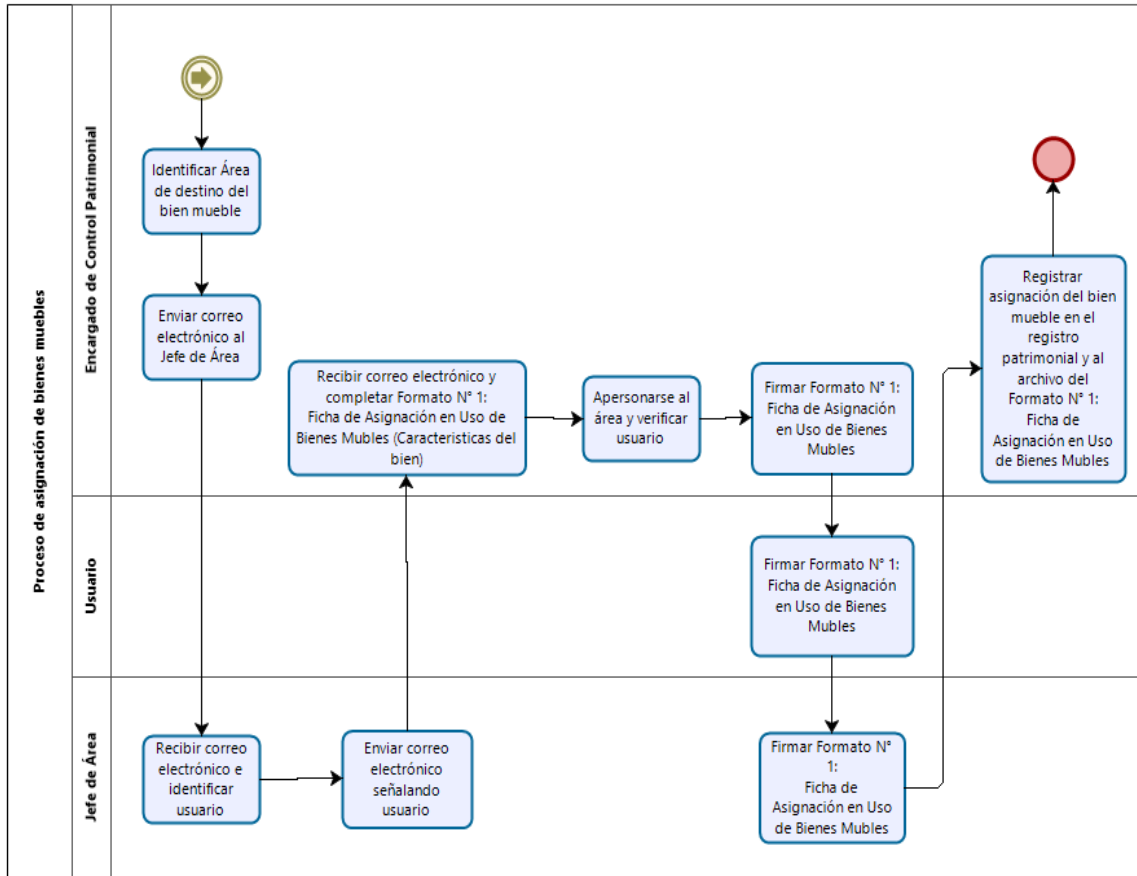 Proceso de asignación de bienes muebles
Encargado de Control Patrimonial
Identificar Área
de destino del
bien mueble
Enviar correo
electrónico al
Jefe de Área
Recibir correo electrónico y
completar Formato N° 1:
Ficha de Asignación en Uso de
Bienes Mubles (Caracteristicas del
bien)
Apersonarse al
área y verificar
usuario
Firmar Formato N° 1:
Ficha de Asignación
en Uso de Bienes
Mubles
Registrar
asignación del bien
mueble en el
registro
patrimonial y al
archivo del
Formato N° 1:
Ficha de
Asignación en Uso
de Bienes Mubles
Usuario
Firmar Formato N° 1:
Ficha de Asignación
en Uso de Bienes
Mubles
Jefe de Área
Recibir correo
electrónico e
identificar
usuario
Enviar correo
electrónico
señalando
usuario
Firmar Formato N°
1:
Ficha de
Asignación en Uso
de Bienes Mubles